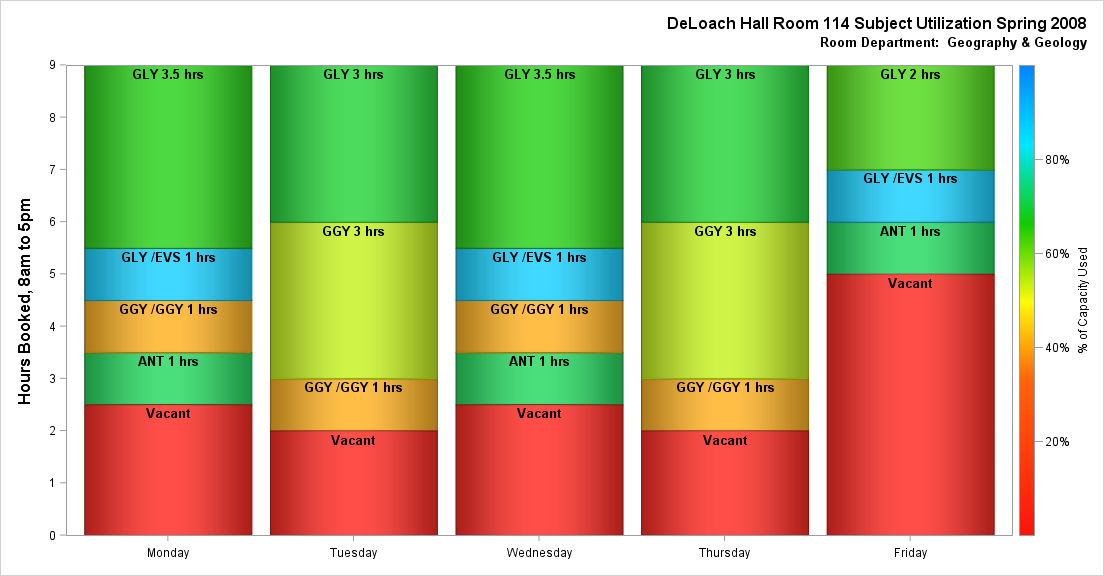 DeLoach Hall Room 114 Subject Utilization Spring 2008
Room Department:  Geography & Geology
Hours Booked, 8am to 5pm
9
8
7
6
5
4
3
2
1
0
GLY 3.5 hrs
GLY /EVS 1 hrs
GGY /GGY 1 hrs
ANT 1 hrs
Vacant
Monday
GLY 3 hrs
GGY 3 hrs
GGY /GGY 1 hrs
Vacant
Tuesday
GLY 3.5 hrs
GLY /EVS 1 hrs
GGY /GGY 1 hrs
ANT 1 hrs
Vacant
Wednesday
GLY 3 hrs
GGY 3 hrs
GGY /GGY 1 hrs
Vacant
Thursday
GLY 2 hrs
GLY /EVS 1 hrs
ANT 1 hrs
Vacant
Friday
80%
60%
40%
20%
% of Capacity Used